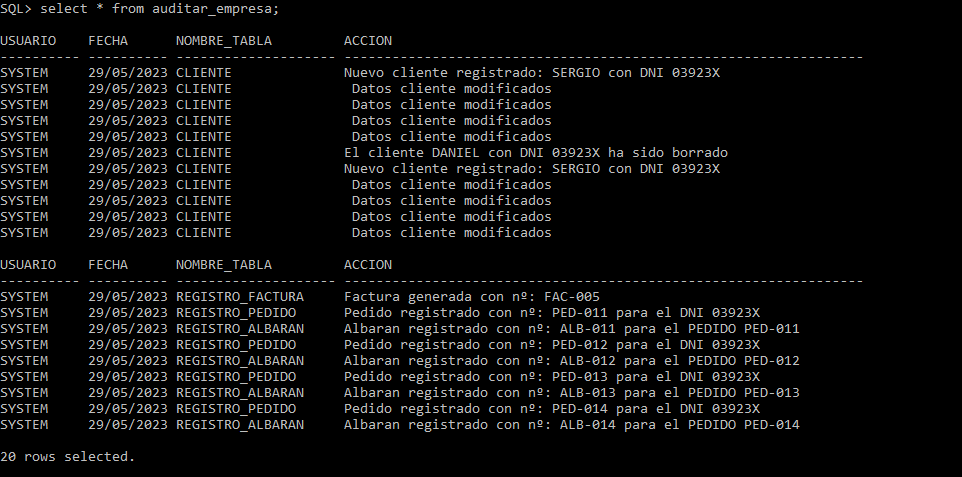 SQL> select * from auditar_empresa;
USUARIO    FECHA      NOMBRE_TABLA         ACCION
---------- ---------- -------------------- -----------------------------------------------------------------
SYSTEM     29/05/2023 CLIENTE              Nuevo cliente registrado: SERGIO con DNI 03923X
SYSTEM     29/05/2023 CLIENTE               Datos cliente modificados
SYSTEM     29/05/2023 CLIENTE               Datos cliente modificados
SYSTEM     29/05/2023 CLIENTE               Datos cliente modificados
SYSTEM     29/05/2023 CLIENTE               Datos cliente modificados
SYSTEM     29/05/2023 CLIENTE              El cliente DANIEL con DNI 03923X ha sido borrado
SYSTEM     29/05/2023 CLIENTE              Nuevo cliente registrado: SERGIO con DNI 03923X
SYSTEM     29/05/2023 CLIENTE               Datos cliente modificados
SYSTEM     29/05/2023 CLIENTE               Datos cliente modificados
SYSTEM     29/05/2023 CLIENTE               Datos cliente modificados
SYSTEM     29/05/2023 CLIENTE               Datos cliente modificados
USUARIO    FECHA      NOMBRE_TABLA         ACCION
---------- ---------- -------------------- -----------------------------------------------------------------
SYSTEM     29/05/2023 REGISTRO_FACTURA     Factura generada con nº: FAC-005
SYSTEM     29/05/2023 REGISTRO_PEDIDO      Pedido registrado con nº: PED-011 para el DNI 03923X
SYSTEM     29/05/2023 REGISTRO_ALBARAN     Albaran registrado con nº: ALB-011 para el PEDIDO PED-011
SYSTEM     29/05/2023 REGISTRO_PEDIDO      Pedido registrado con nº: PED-012 para el DNI 03923X
SYSTEM     29/05/2023 REGISTRO_ALBARAN     Albaran registrado con nº: ALB-012 para el PEDIDO PED-012
SYSTEM     29/05/2023 REGISTRO_PEDIDO      Pedido registrado con nº: PED-013 para el DNI 03923X
SYSTEM     29/05/2023 REGISTRO_ALBARAN     Albaran registrado con nº: ALB-013 para el PEDIDO PED-013
SYSTEM     29/05/2023 REGISTRO_PEDIDO      Pedido registrado con nº: PED-014 para el DNI 03923X
SYSTEM     29/05/2023 REGISTRO_ALBARAN     Albaran registrado con nº: ALB-014 para el PEDIDO PED-014
20 rows selected.